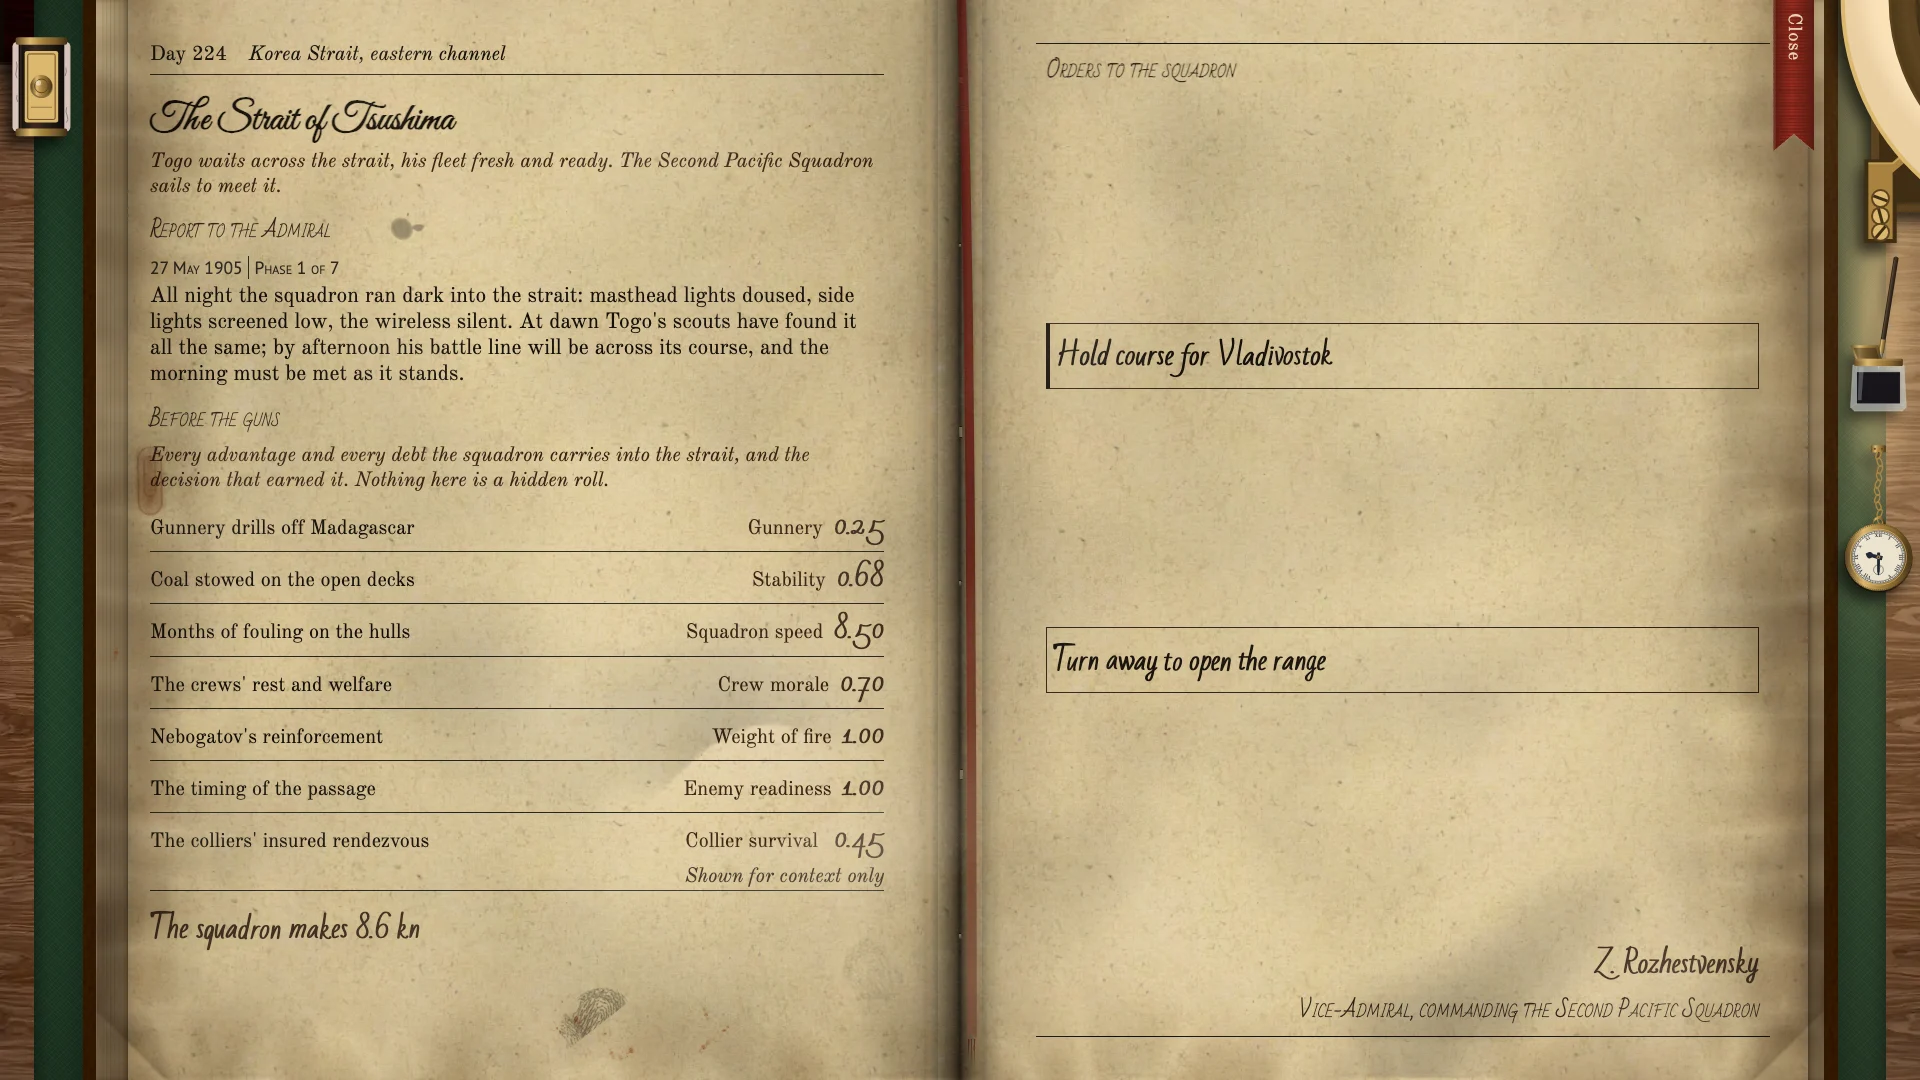 Day 224 Korea Strait, eastern channel
The Strait of Tsushima
Togo waits across the strait, his fleet fresh and ready. The Second Pacific Squadron
sails to meet it.
Report to the Admiral
27 May 1905 | Phase 1 of 7
All night the squadron ran dark into the strait: masthead lights doused, side
lights screened low, the wireless silent. At dawn Togo's scouts have found it
all the same; by afternoon his battle line will be across its course, and the
morning must be met as it stands.
Before the guns
Every advantage and every debt the squadron carries into the strait, and the
decision that earned it. Nothing here is a hidden roll.
Gunnery drills off Madagascar Gunnery 0.25
Coal stowed on the open decks Stability 0.68
Months of fouling on the hulls Squadron speed 8.50
The crews' rest and welfare Crew morale 0.70
Nebogatov's reinforcement Weight of fire 1.00
The timing of the passage Enemy readiness 1.00
The colliers' insured rendezvous Collier survival 0.45
Shown for context only
The squadron makes 8.6 kn
Orders to the squadron
Hold course for Vladivostok
Turn away to open the range
Z. Rozhestvensky
Vice-Admiral, commanding the Second Pacific Squadron
Close